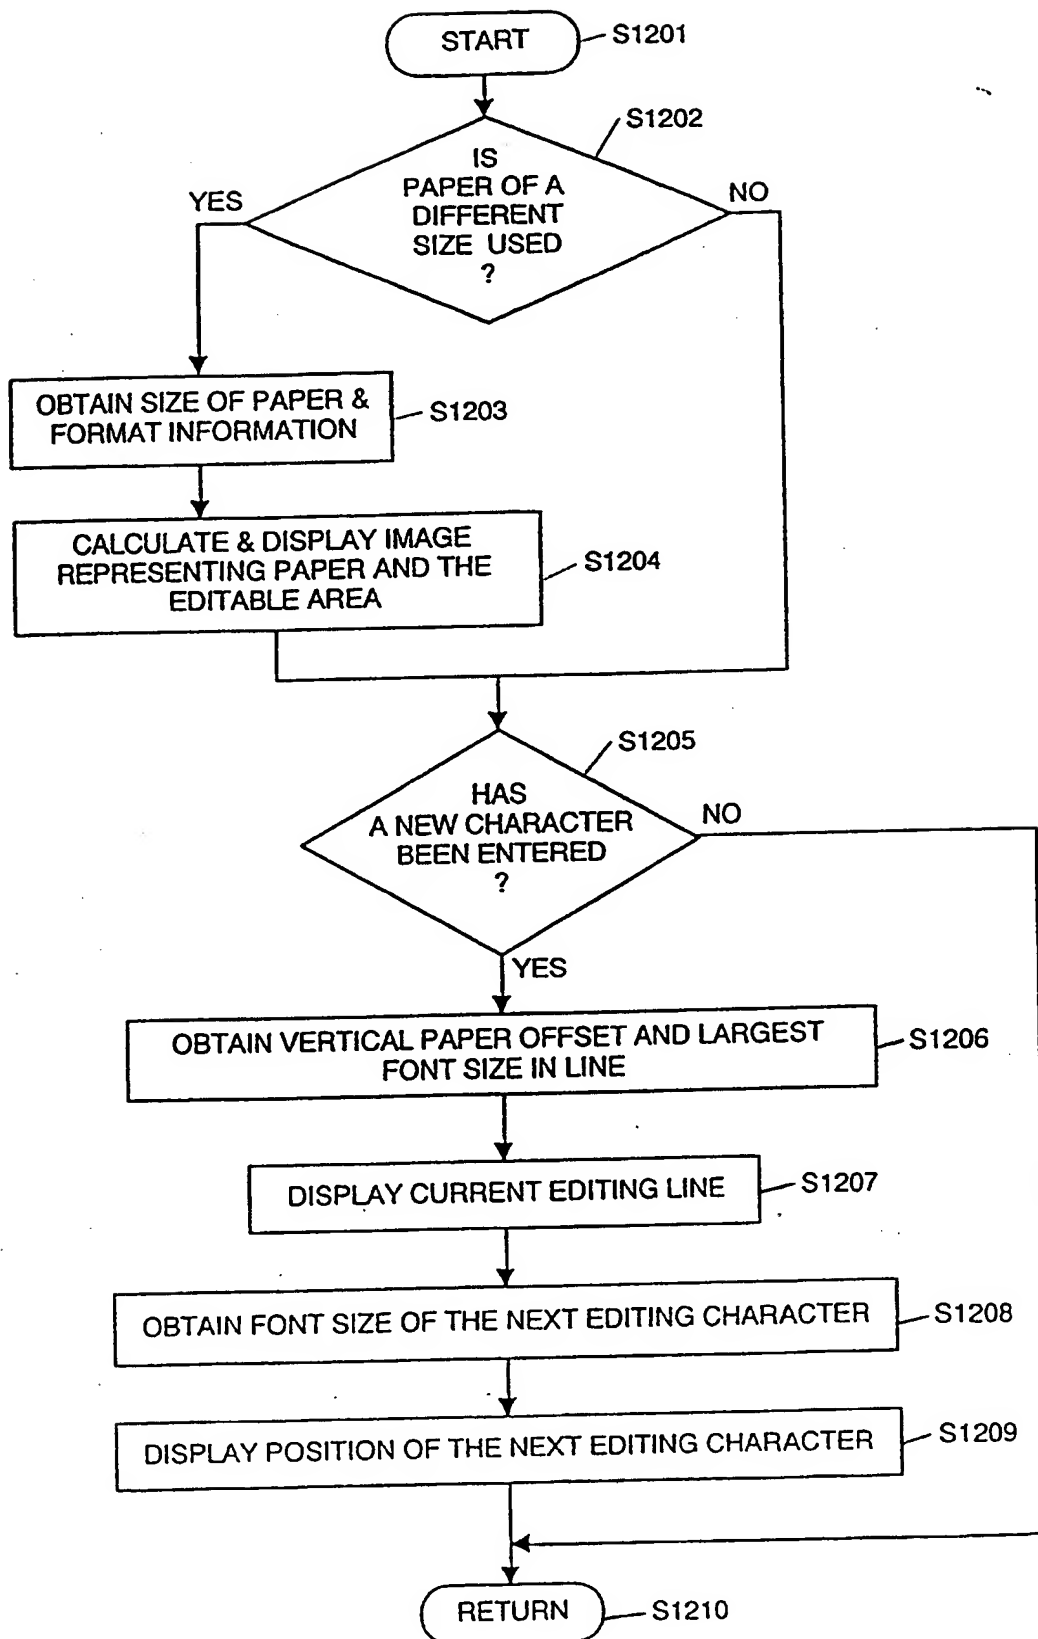 START
S1201
S1202
IS
PAPER OF A
DIFFERENT
SIZE USED
?
YES
NO
OBTAIN SIZE OF PAPER &
FORMAT INFORMATION
S1203
CALCULATE & DISPLAY IMAGE
REPRESENTING PAPER AND THE
EDITABLE AREA
S1204
S1205
HAS
A NEW CHARACTER
BEEN ENTERED
?
NO
YES
OBTAIN VERTICAL PAPER OFFSET AND LARGEST
FONT SIZE IN LINE
S1206
DISPLAY CURRENT EDITING LINE
S1207
OBTAIN FONT SIZE OF THE NEXT EDITING CHARACTER
S1208
DISPLAY POSITION OF THE NEXT EDITING CHARACTER
S1209
RETURN
S1210